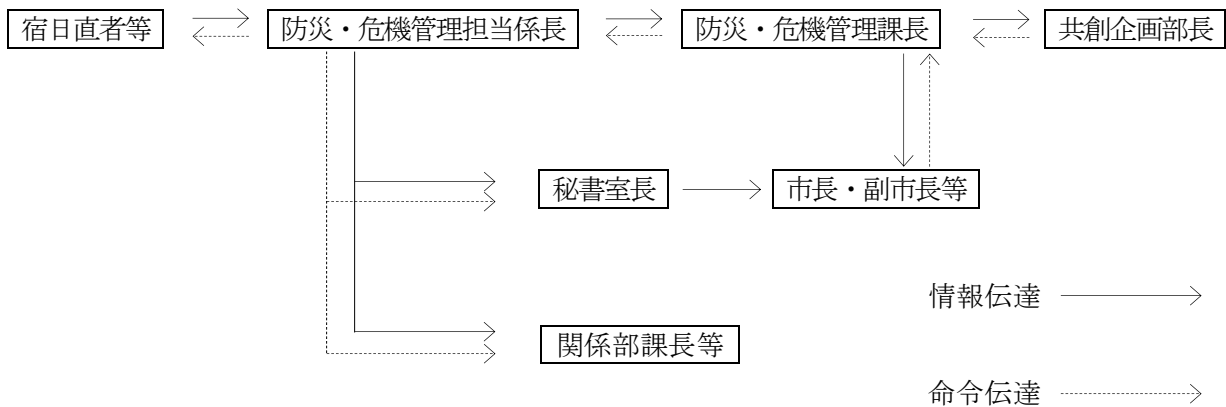 宿日直者等
防災・危機管理担当係長
防災・危機管理課長
共創企画部長
秘書室長
市長・副市長等
情報伝達
関係部課長等
命令伝達